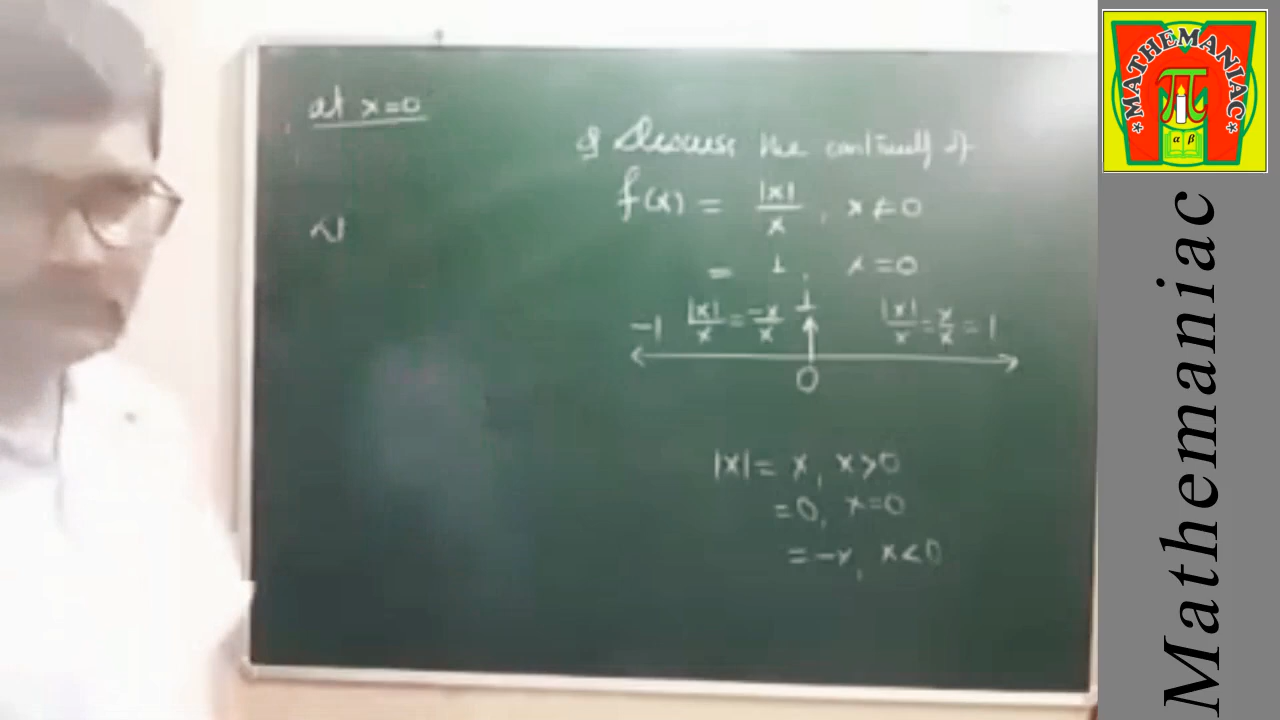 at x=0
Q Discuss the continuity of
f(x) = |x|/x , x≠0
= 1 , x=0
-1 |x|/x = -x/x 1 |x|/x = x/x = 1
0
|x| = x, x>0
=0, x=0
=-x, x<0
MATHEMANIAC
π
α β
Mathemaniac